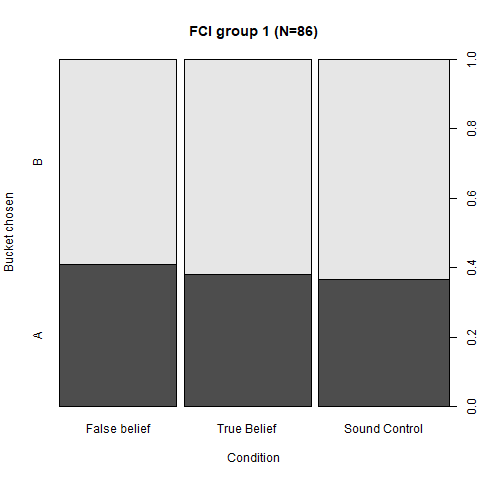 FCI group 1 (N=86)
Bucket chosen
B
A
1.0
0.8
0.6
0.4
0.2
0.0
False belief
True Belief
Sound Control
Condition